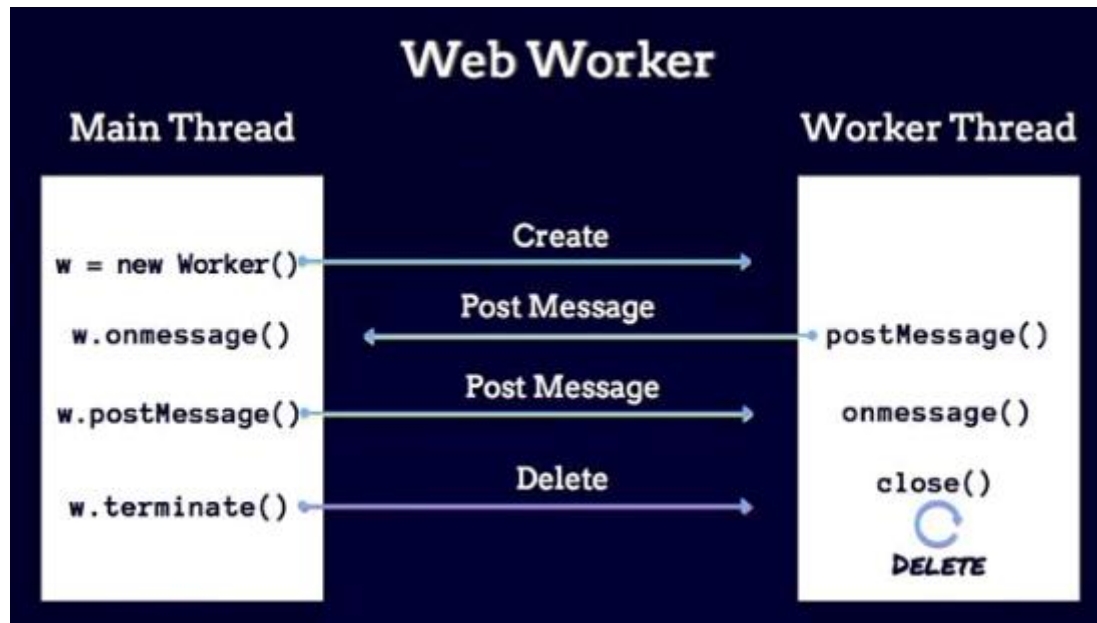 Web Worker
Main Thread
Worker Thread
w = new Worker()
Create
w.onmessage()
Post Message
postMessage()
w.postMessage()
Post Message
onmessage()
w.terminate()
Delete
close()
DELETE